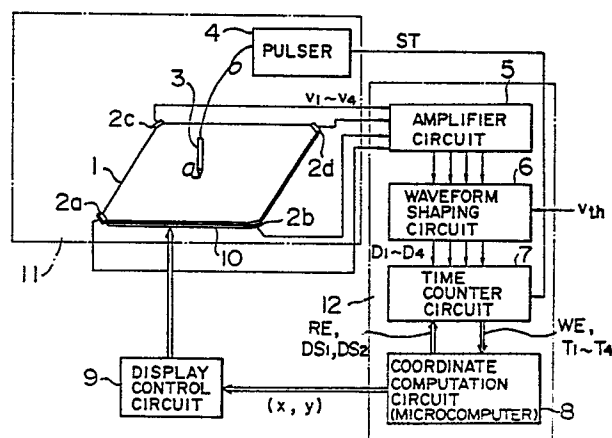 4
PULSER
ST
3
6
a
V1~V4
5
AMPLIFIER CIRCUIT
2c
2d
1
6
WAVEFORM SHAPING CIRCUIT
Vth
2a
2b
10
D1~D4
7
TIME COUNTER CIRCUIT
11
12
RE, DS1, DS2
WE, T1~T4
9
DISPLAY CONTROL CIRCUIT
(x, y)
COORDINATE COMPUTATION CIRCUIT (MICROCOMPUTER)
8